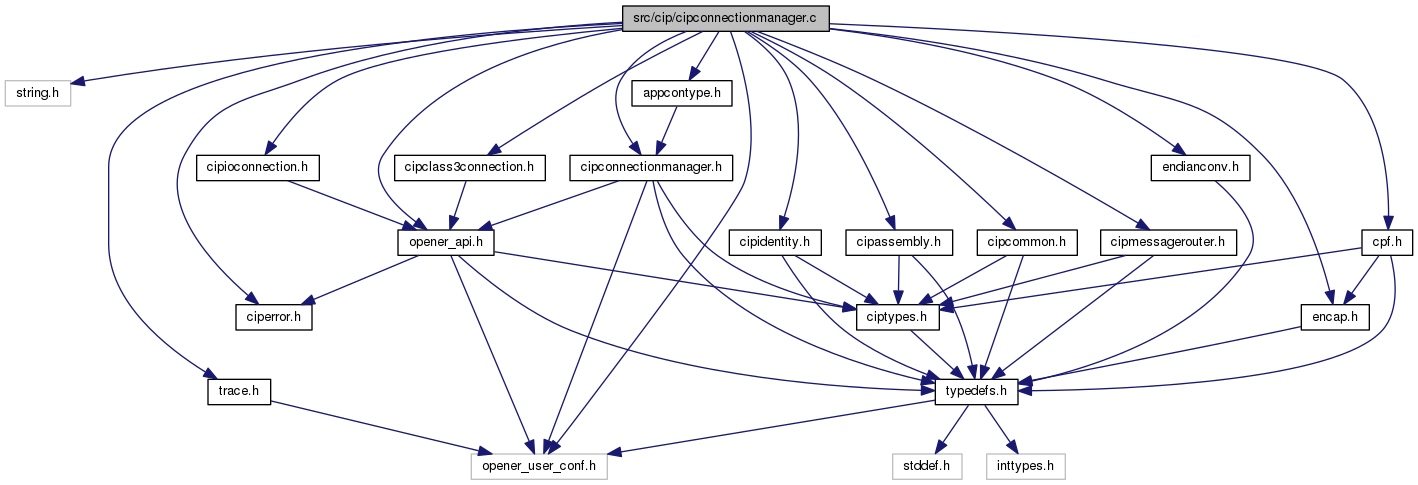 src/cip/cipconnectionmanager.c
string.h
appcontype.h
cipioconnection.h
cipclass3connection.h
cipconnectionmanager.h
endianconv.h
opener_api.h
cipidentity.h
cipassembly.h
cipcommon.h
cipmessagerouter.h
cpf.h
ciperror.h
ciptypes.h
encap.h
trace.h
typedefs.h
opener_user_conf.h
stddef.h
inttypes.h